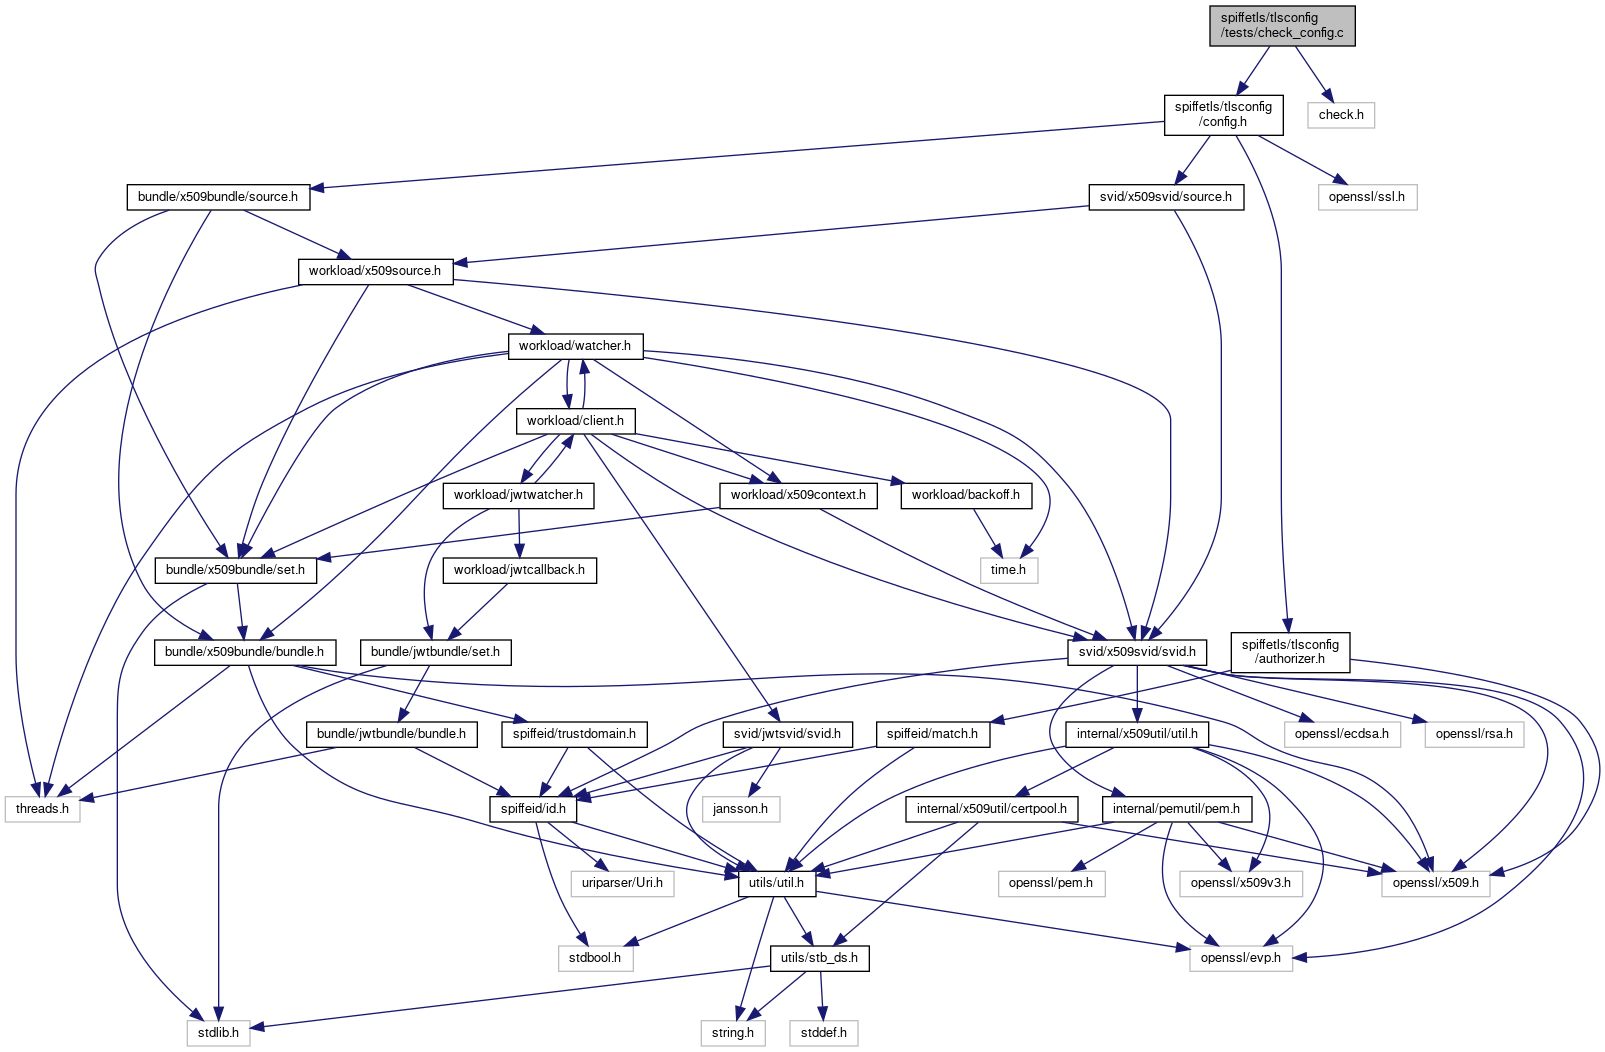 spiffetls/tlsconfig
/tests/check_config.c
spiffetls/tlsconfig
/config.h
check.h
bundle/x509bundle/source.h
svid/x509svid/source.h
openssl/ssl.h
workload/x509source.h
workload/watcher.h
workload/client.h
workload/jwtwatcher.h
workload/x509context.h
workload/backoff.h
bundle/x509bundle/set.h
workload/jwtcallback.h
time.h
bundle/x509bundle/bundle.h
bundle/jwtbundle/set.h
svid/x509svid/svid.h
spiffetls/tlsconfig
/authorizer.h
bundle/jwtbundle/bundle.h
spiffeid/trustdomain.h
svid/jwtsvid/svid.h
spiffeid/match.h
internal/x509util/util.h
openssl/ecdsa.h
openssl/rsa.h
threads.h
spiffeid/id.h
jansson.h
internal/x509util/certpool.h
internal/pemutil/pem.h
uriparser/Uri.h
utils/util.h
openssl/pem.h
openssl/x509v3.h
openssl/x509.h
stdbool.h
utils/stb_ds.h
openssl/evp.h
stdlib.h
string.h
stddef.h